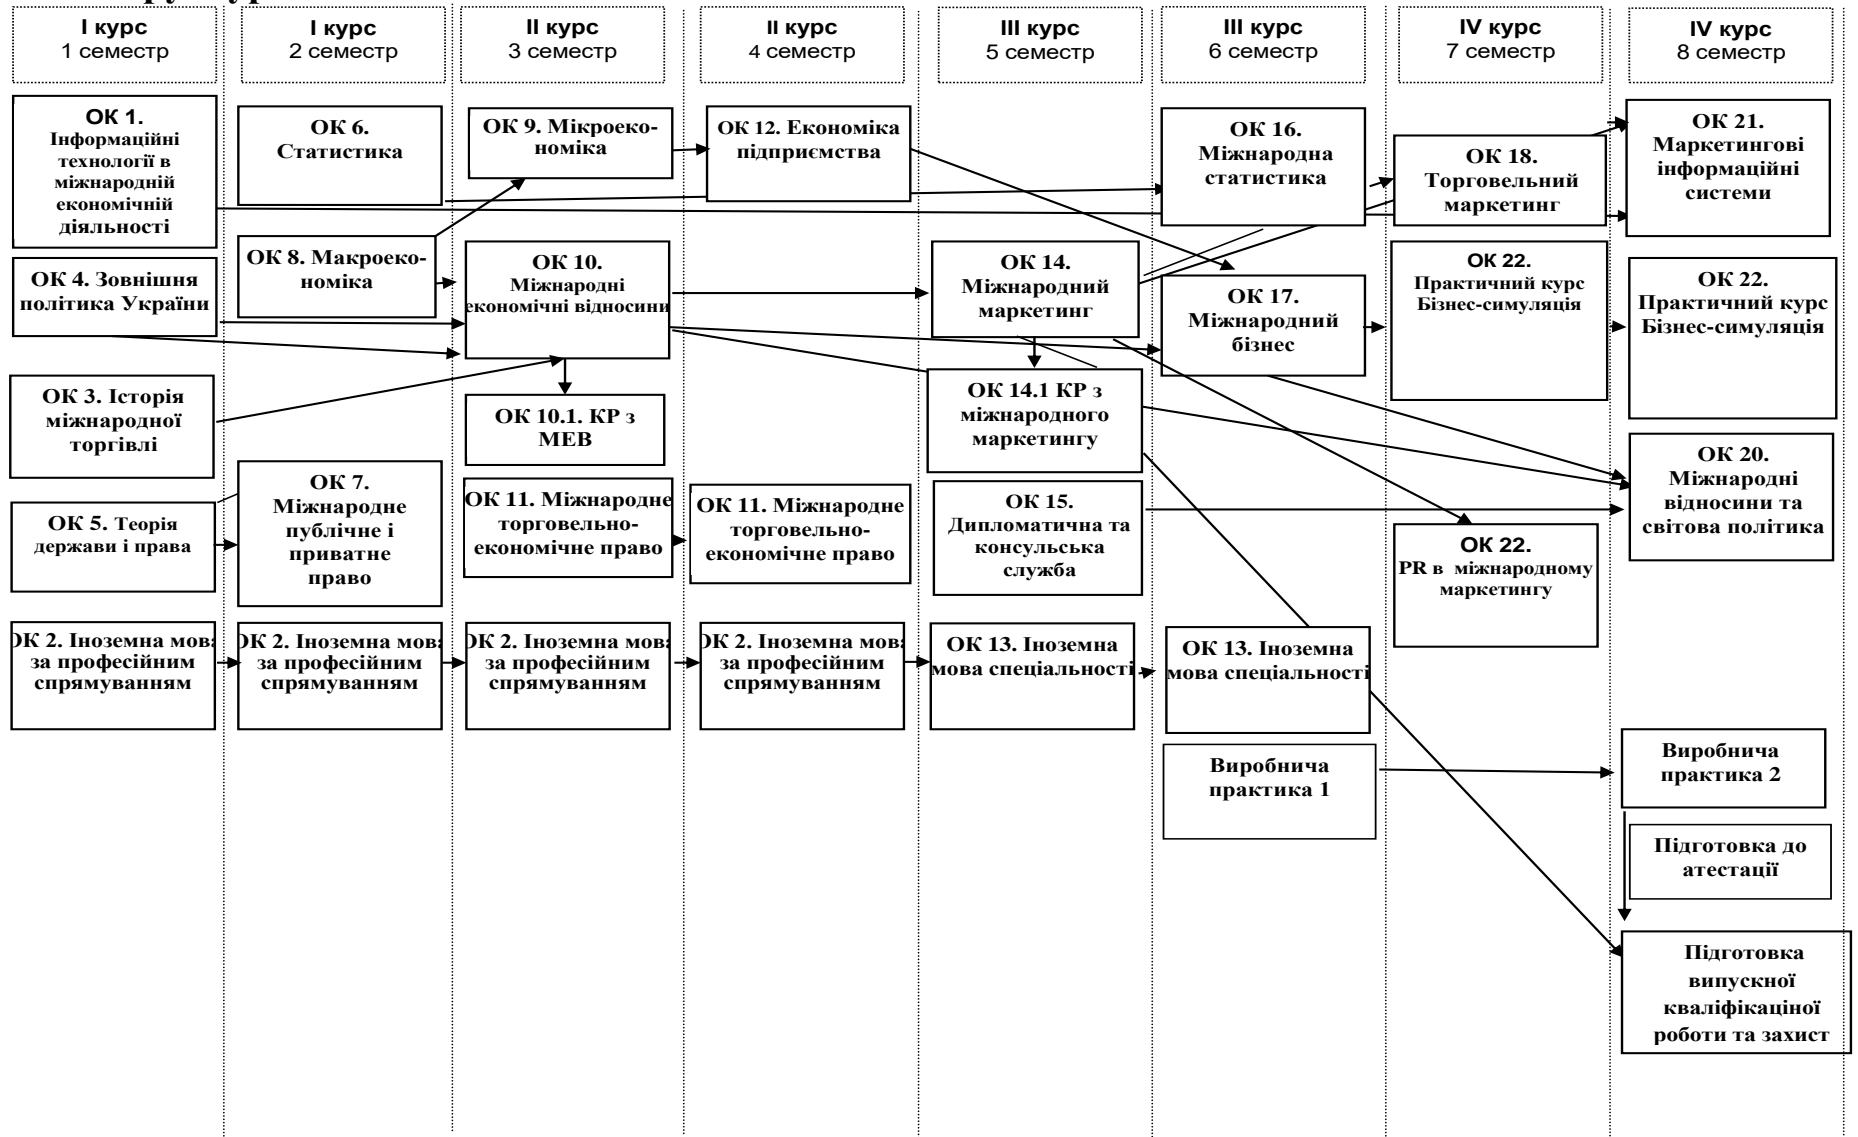 І курс
1 семестр
І курс
2 семестр
ІІ курс
3 семестр
ІІ курс
4 семестр
ІІІ курс
5 семестр
ІІІ курс
6 семестр
IV курс
7 семестр
IV курс
8 семестр
ОК 1.
Інформаційні
технології в
міжнародній
економічній
діяльності
ОК 4. Зовнішня
політика України
ОК 3. Історія
міжнародної
торгівлі
ОК 5. Теорія
держави і права
ОК 2. Іноземна мова
за професійним
спрямуванням
ОК 6.
Статистика
ОК 8. Макроеко-
номіка
ОК 7.
Міжнародне
публічне і
приватне
право
ОК 2. Іноземна мова
за професійним
спрямуванням
ОК 9. Мікроеко-
номіка
ОК 10.
Міжнародні
економічні відносини
ОК 10.1. КР з
МЕВ
ОК 11. Міжнародне
торговельно-
економічне право
ОК 2. Іноземна мова
за професійним
спрямуванням
ОК 12. Економіка
підприємства
ОК 11. Міжнародне
торговельно-
економічне право
ОК 2. Іноземна мова
за професійним
спрямуванням
ОК 14.
Міжнародний
маркетинг
ОК 14.1 КР з
міжнародного
маркетингу
ОК 15.
Дипломатична та
консульська
служба
ОК 13. Іноземна
мова спеціальності
ОК 16.
Міжнародна
статистика
ОК 17.
Міжнародний
бізнес
ОК 13. Іноземна
мова спеціальності
Виробнича
практика 1
ОК 18.
Торговельний
маркетинг
ОК 22.
Практичний курс
Бізнес-симуляція
ОК 22.
PR в міжнародному
маркетингу
ОК 21.
Маркетингові
інформаційні
системи
ОК 22.
Практичний курс
Бізнес-симуляція
ОК 20.
Міжнародні
відносини та
світова політика
Виробнича
практика 2
Підготовка до
атестації
Підготовка
випускної
кваліфікаціної
роботи та захист